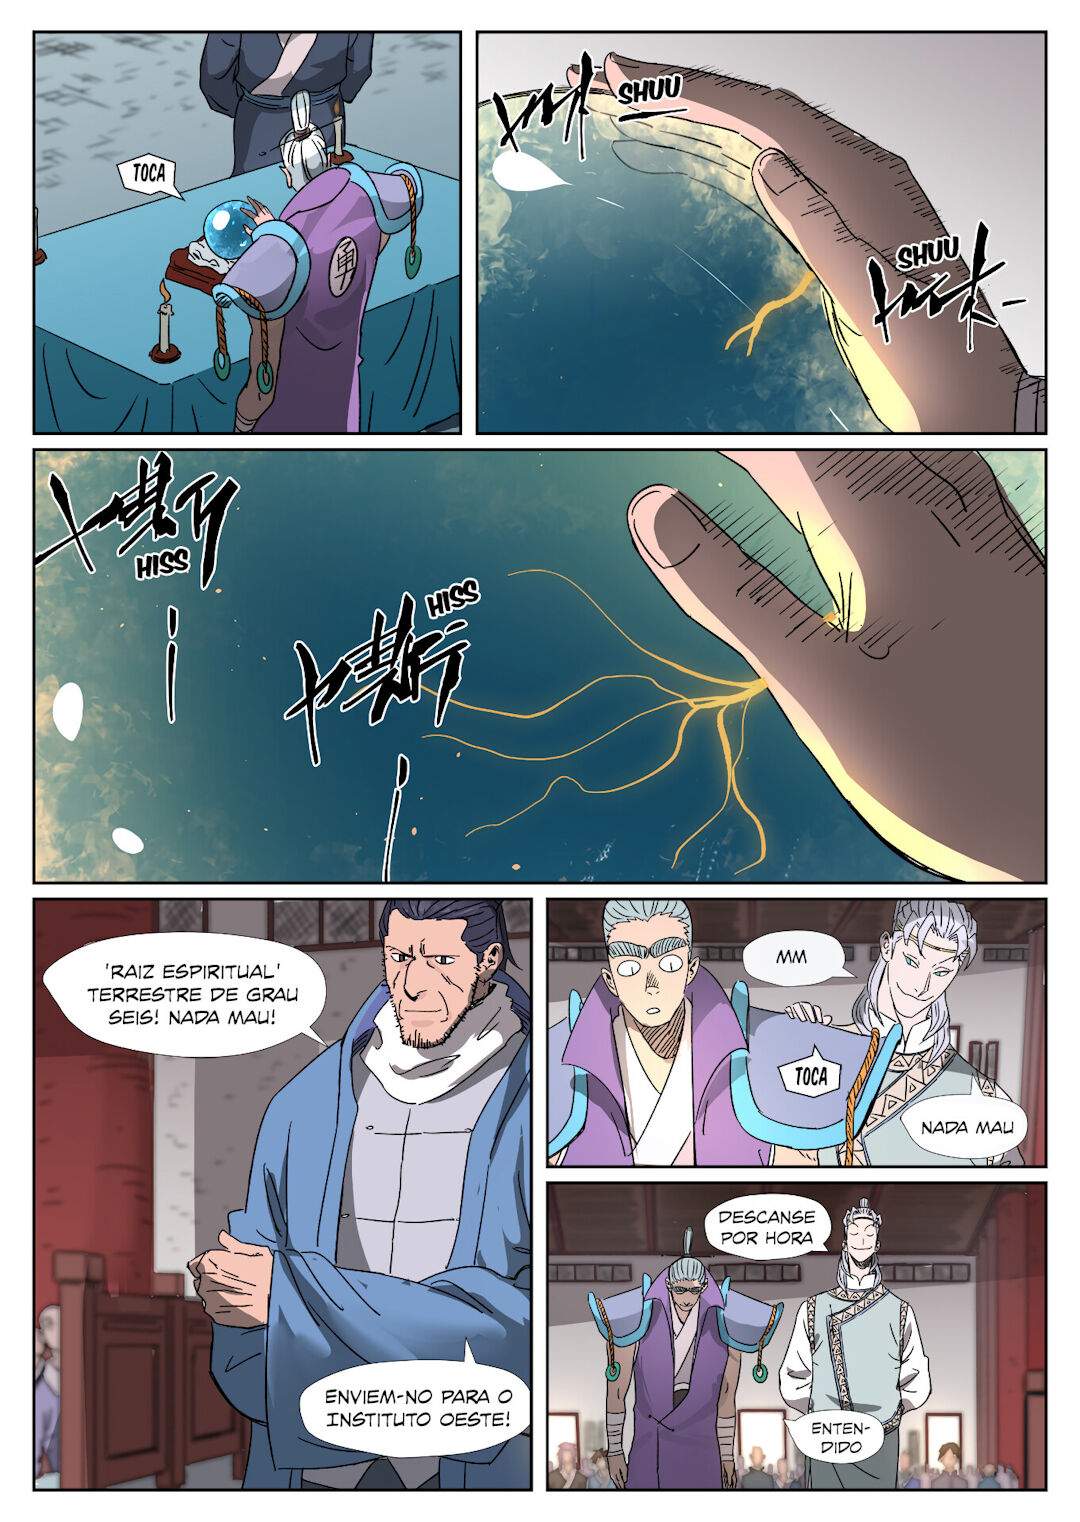 TOCA
SHUU
SHUU
HISS
HISS
'RAIZ ESPIRITUAL'
TERRESTRE DE GRAU
SEIS! NADA MAU!
ENVIEM-NO PARA O
INSTITUTO OESTE!
MM
TOCA
NADA MAU
DESCANSE
POR HORA
ENTEN-
DIDO